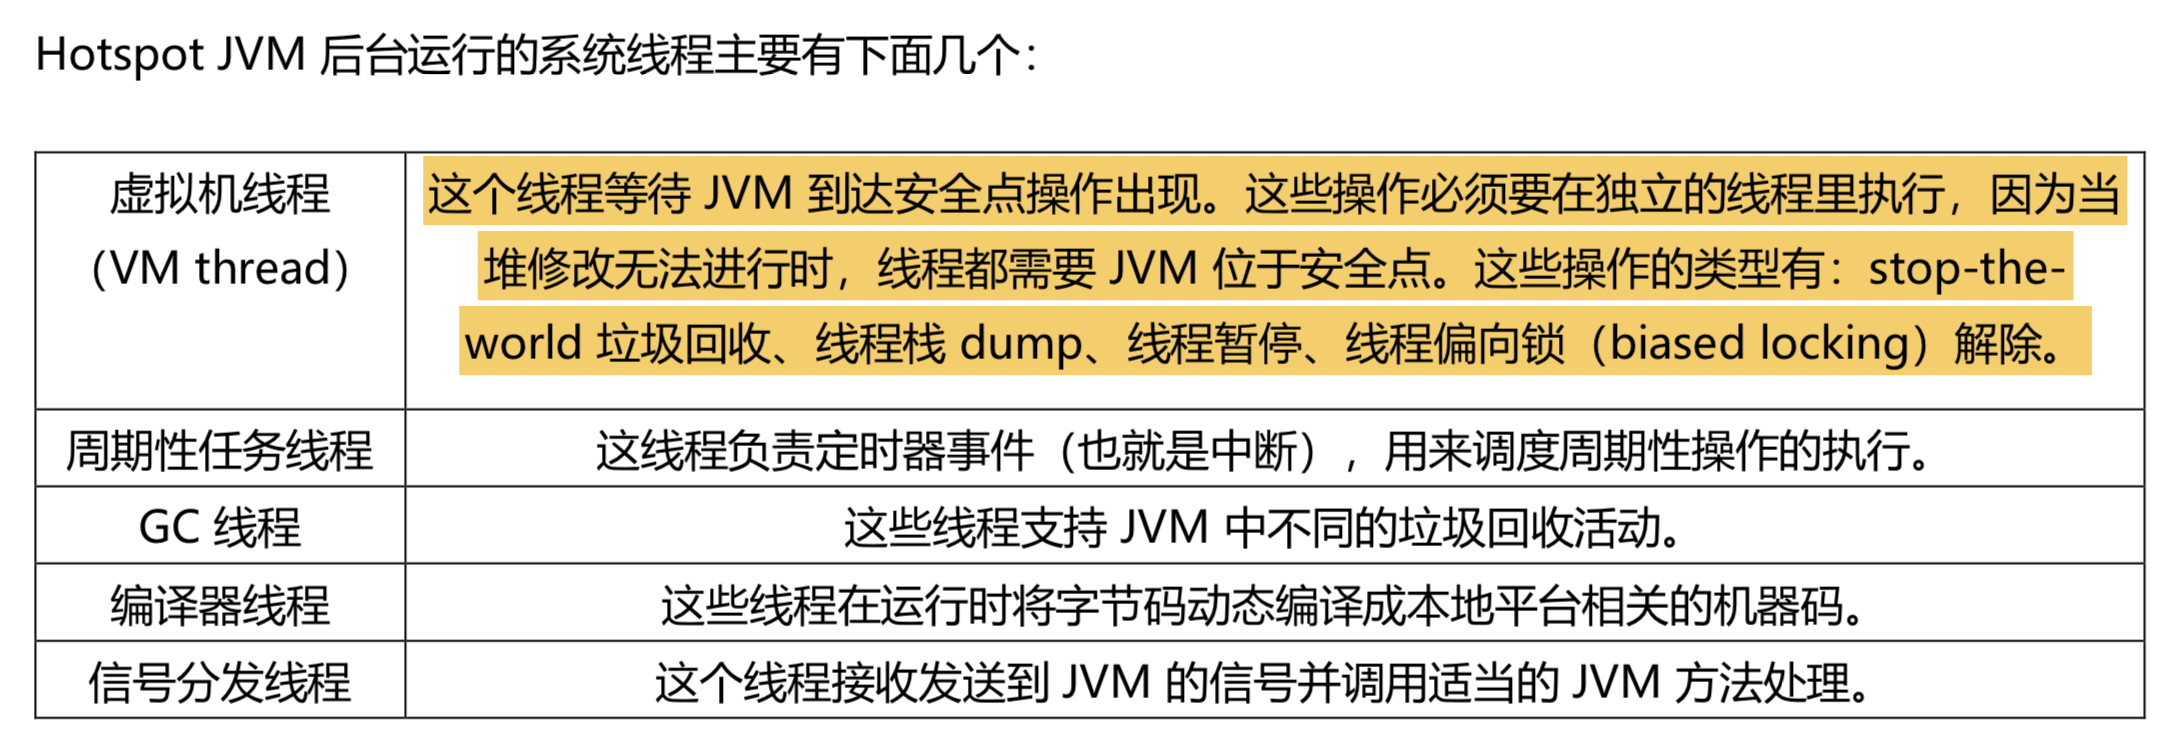 Hotspot JVM 后台运行的系统线程主要有下面几个：
虚拟机线程
（VM thread）
这个线程等待 JVM 到达安全点操作出现。这些操作必须要在独立的线程里执行，因为当
堆修改无法进行时，线程都需要 JVM 位于安全点。这些操作的类型有：stop-the-
world 垃圾回收、线程栈 dump、线程暂停、线程偏向锁（biased locking）解除。
周期性任务线程
这线程负责定时器事件（也就是中断），用来调度周期性操作的执行。
GC 线程
这些线程支持 JVM 中不同的垃圾回收活动。
编译器线程
这些线程在运行时将字节码动态编译成本地平台相关的机器码。
信号分发线程
这个线程接收发送到 JVM 的信号并调用适当的 JVM 方法处理。